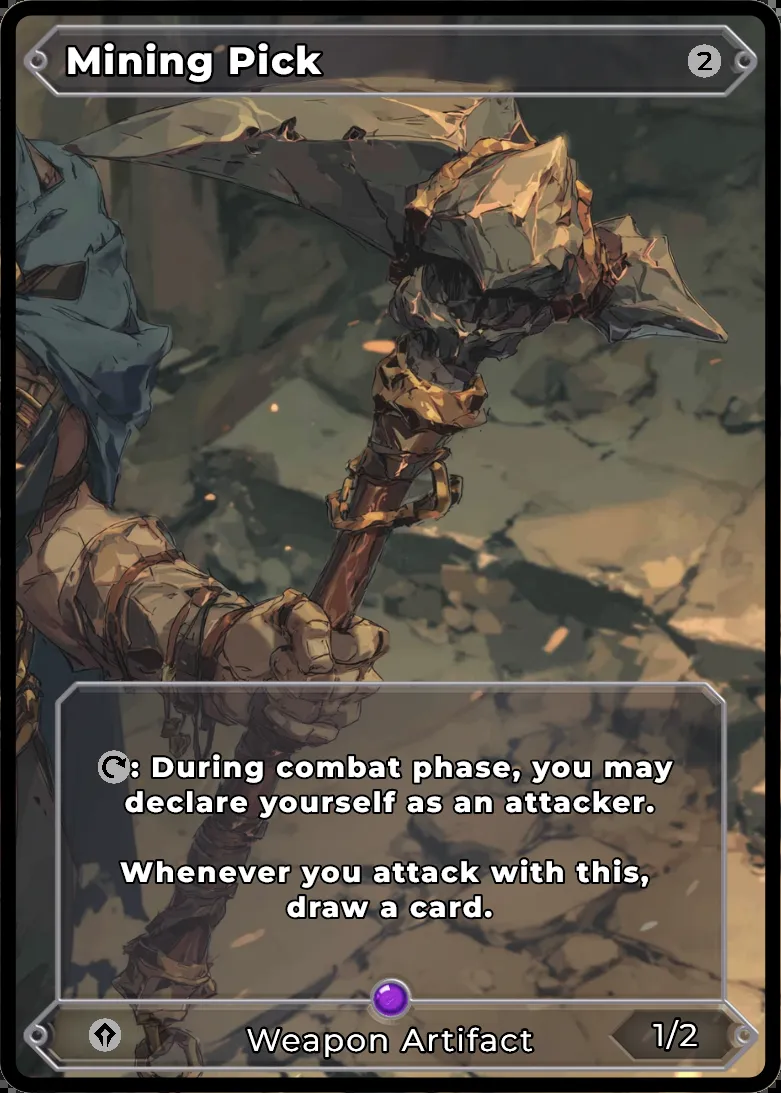 Mining Pick
2
: During combat phase, you may
declare yourself as an attacker.
Whenever you attack with this,
draw a card.
Weapon Artifact
1/2